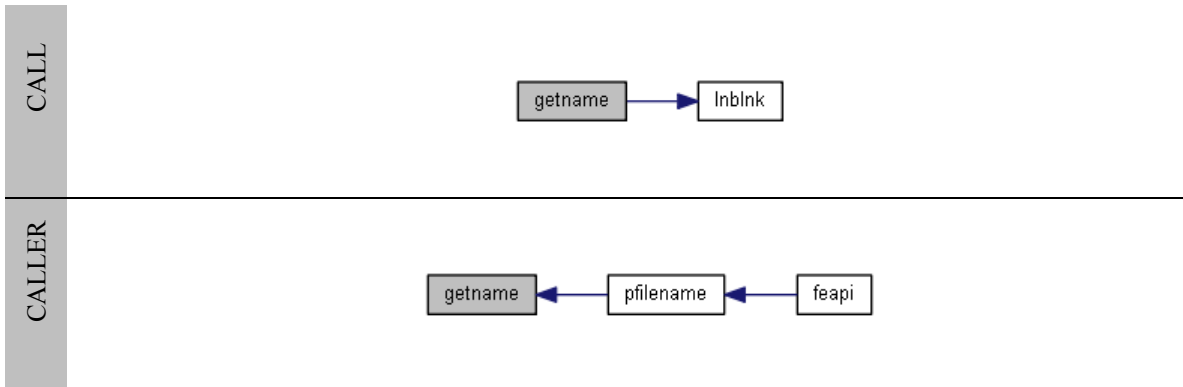 CALL
getname
lnblnk
CALLER
getname
pfilename
feapi